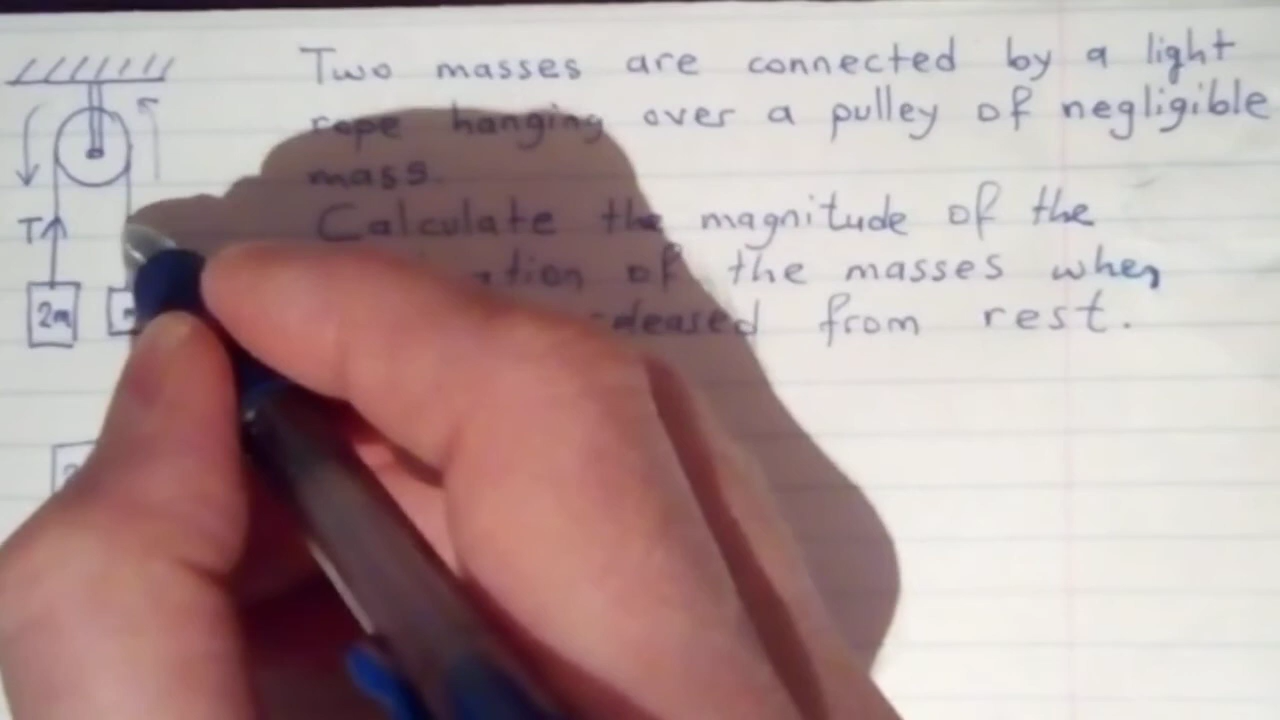 Two masses are connected by a light
rope hanging over a pulley of negligible
mass.
Calculate the magnitude of the
of the masses when
from rest.
T
2m